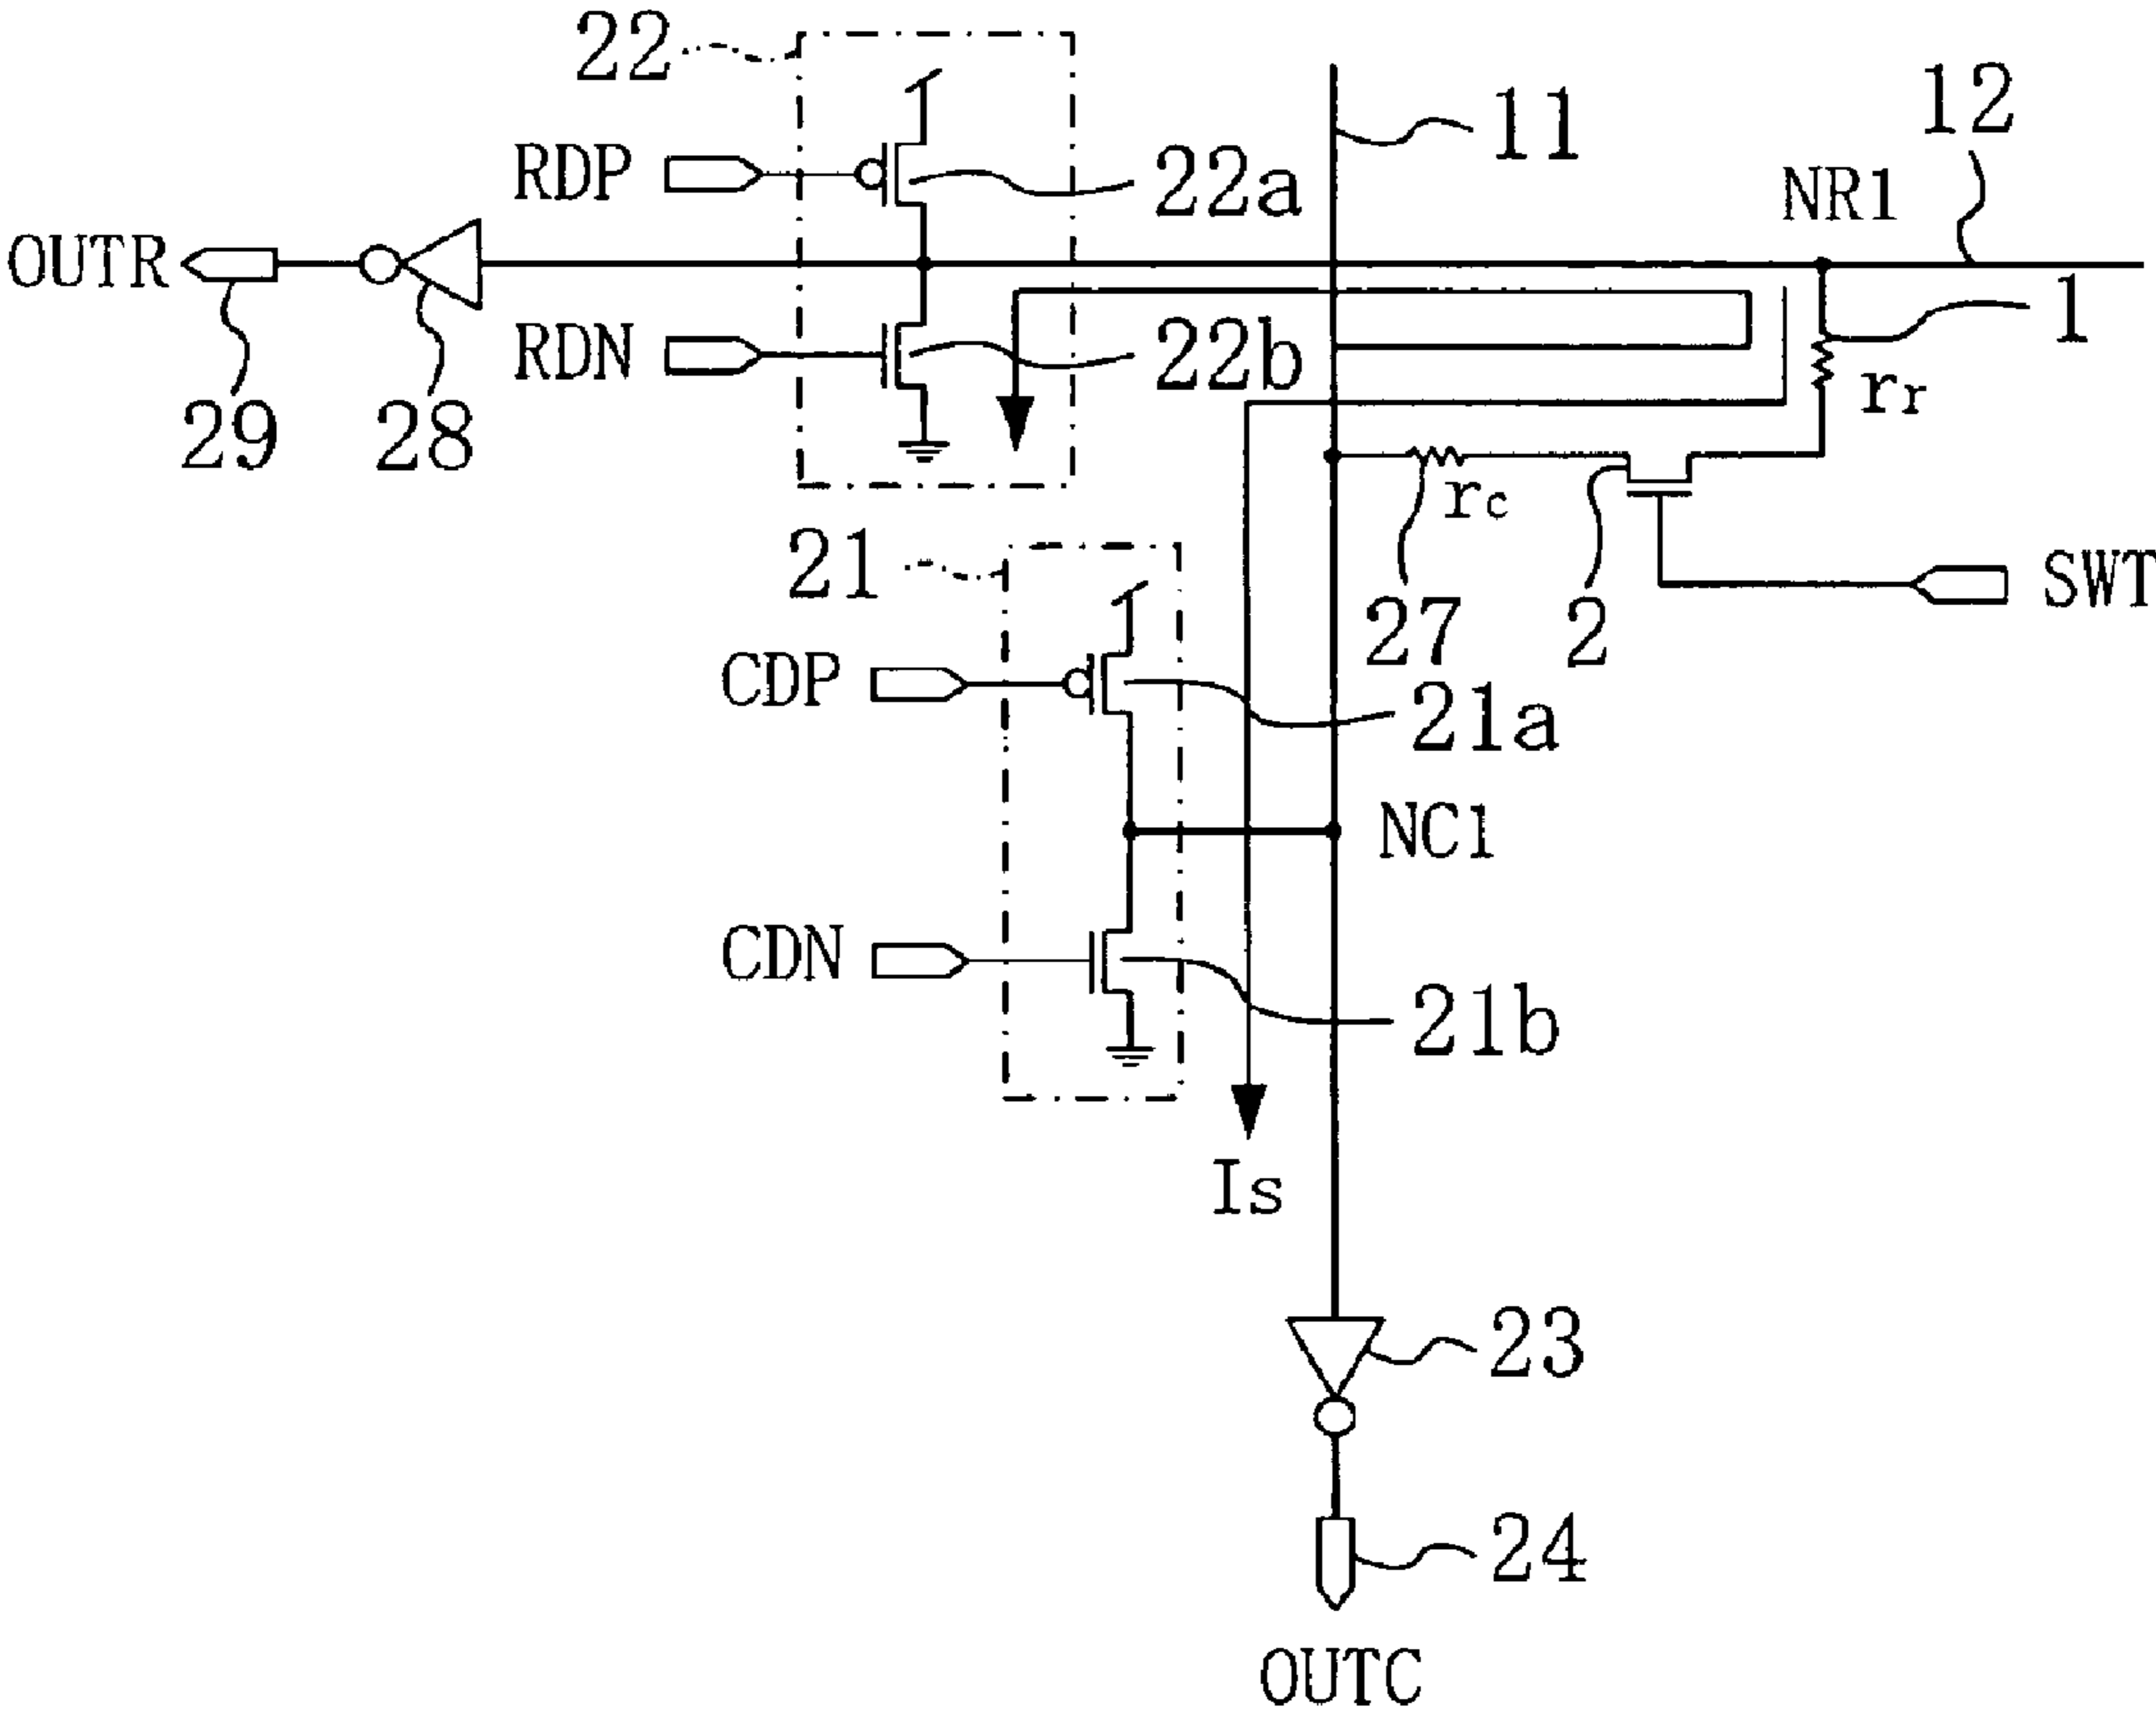 22
11
12
RDP
22a
NR1
OUTR
1
RDN
22b
rr
29
28
rc
21
27
2
SWT
CDP
21a
NC1
CDN
21b
Is
23
24
OUTC